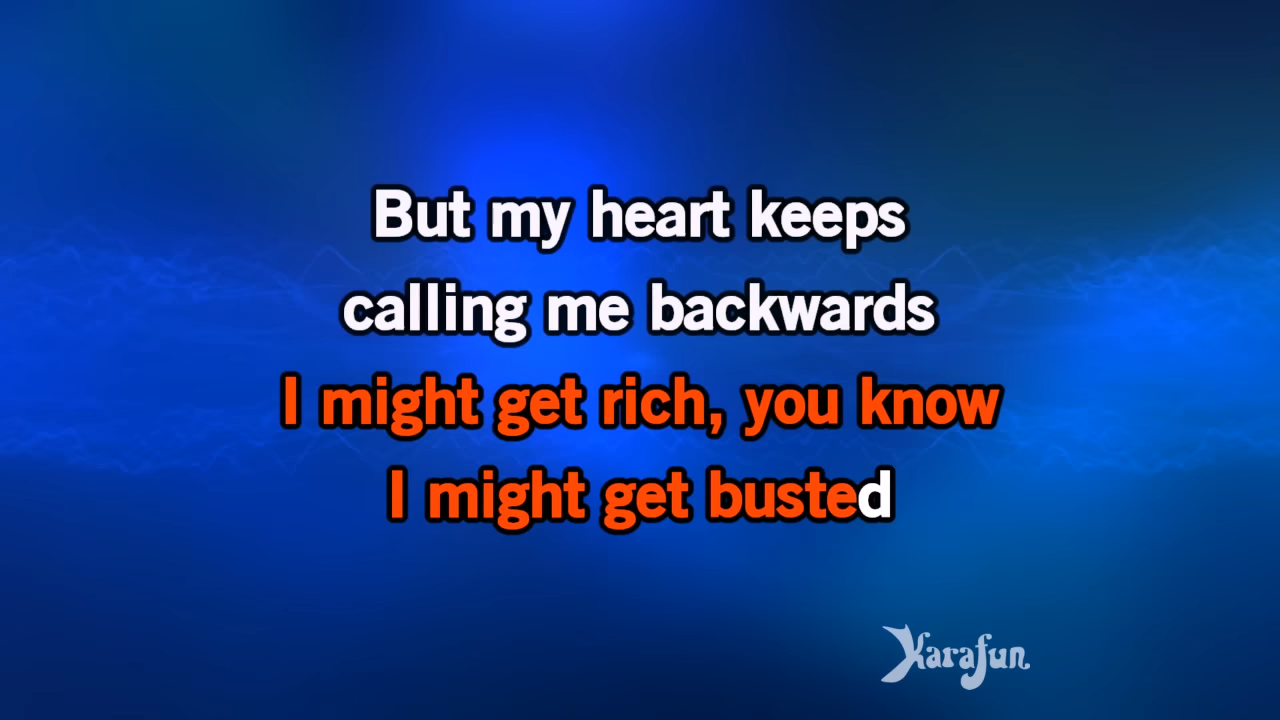 But my heart keeps
calling me backwards
I might get rich, you know
I might get busted
Karafun